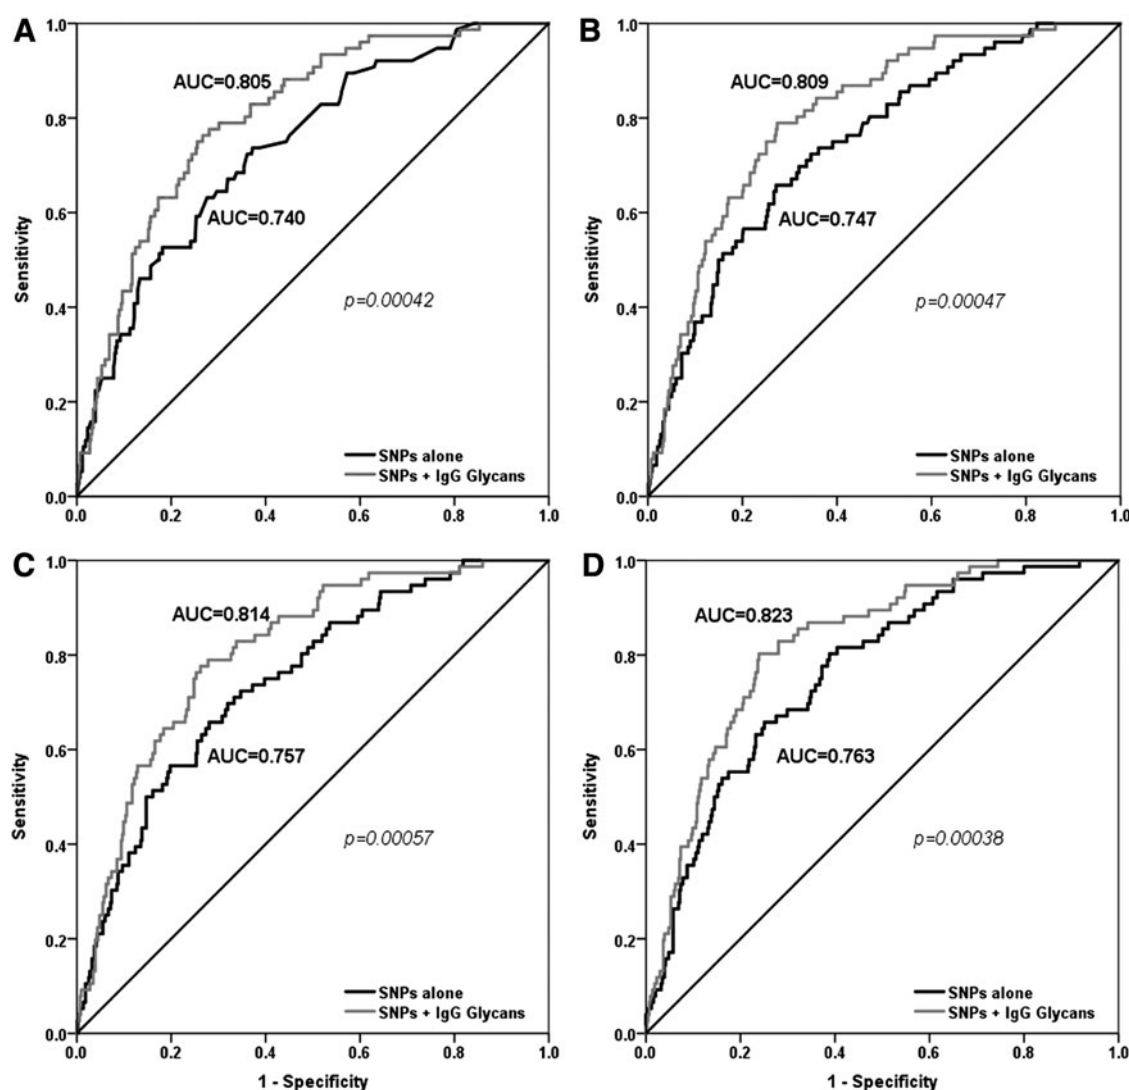 A
1.0
0.8
0.6
0.4
0.2
0.0
Sensitivity
AUC=0.805
AUC=0.740
p=0.00042
SNPs alone
SNPs + IgG Glycans
0.0 0.2 0.4 0.6 0.8 1.0
B
1.0
0.8
0.6
0.4
0.2
0.0
Sensitivity
AUC=0.809
AUC=0.747
p=0.00047
SNPs alone
SNPs + IgG Glycans
0.0 0.2 0.4 0.6 0.8 1.0
C
1.0
0.8
0.6
0.4
0.2
0.0
Sensitivity
AUC=0.814
AUC=0.757
p=0.00057
SNPs alone
SNPs + IgG Glycans
0.0 0.2 0.4 0.6 0.8 1.0
1 - Specificity
D
1.0
0.8
0.6
0.4
0.2
0.0
Sensitivity
AUC=0.823
AUC=0.763
p=0.00038
SNPs alone
SNPs + IgG Glycans
0.0 0.2 0.4 0.6 0.8 1.0
1 - Specificity